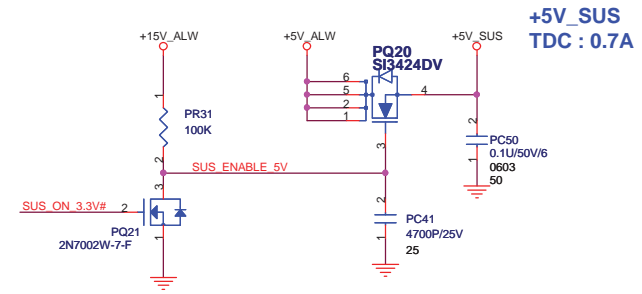 +5V_SUS
TDC : 0.7A
+15V_ALW
+5V_ALW
+5V_SUS
PQ20
SI3424DV
6
5
2
1
4
3
1
PR31
100K
2
2
PC50
0.1U/50V/6
1
0603
50
SUS_ENABLE_5V
3
SUS_ON_3.3V#
2
PQ21
2N7002W-7-F
1
2
PC41
4700P/25V
1
25